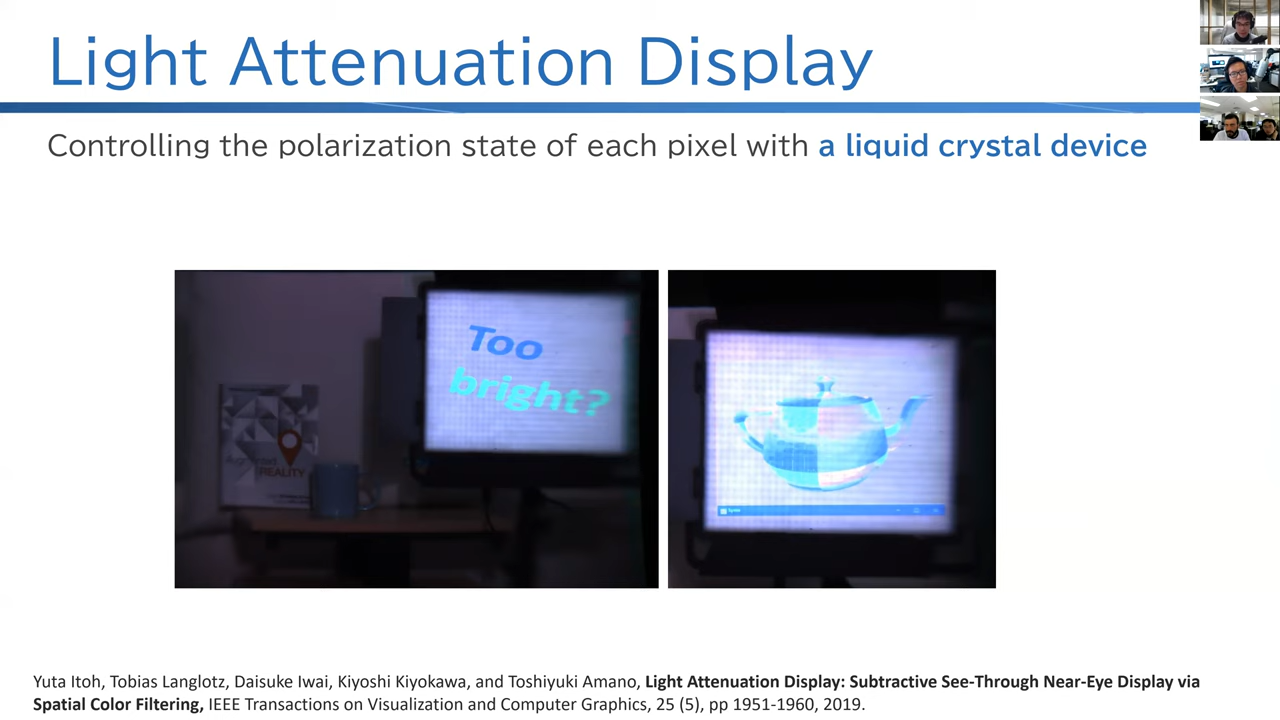 Light Attenuation Display
Controlling the polarization state of each pixel with a liquid crystal device
Too
bright?
Augmented
REALITY
Yuta Itoh, Tobias Langlotz, Daisuke Iwai, Kiyoshi Kiyokawa, and Toshiyuki Amano, Light Attenuation Display: Subtractive See-Through Near-Eye Display via
Spatial Color Filtering, IEEE Transactions on Visualization and Computer Graphics, 25 (5), pp 1951-1960, 2019.